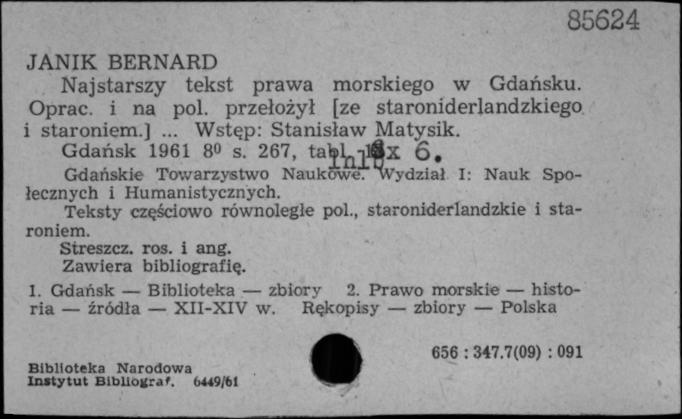 85624
JANIK BERNARD
Najstarszy tekst prawa morskiego w Gdańsku.
Oprac. i na pol. przełożył [ze staroniderlandzkiego
i staroniem.] ... Wstęp: Stanisław Matysik.
Gdańsk 1961 8⁰ s. 267, tabl. X 6.
Gdańskie Towarzystwo Naukowe. Wydział I: Nauk Spo-
łecznych i Humanistycznych.
Teksty częściowo równoległe pol., staroniderlandzkie i sta-
roniem.
Streszcz. ros. i ang.
Zawiera bibliografię.
1. Gdańsk — Biblioteka — zbiory 2. Prawo morskie — histo-
ria — źródła — XII-XIV w. Rękopisy — zbiory — Polska
656 : 347.7(09) : 091
Biblioteka Narodowa
Instytut Bibliograf. 6449/61